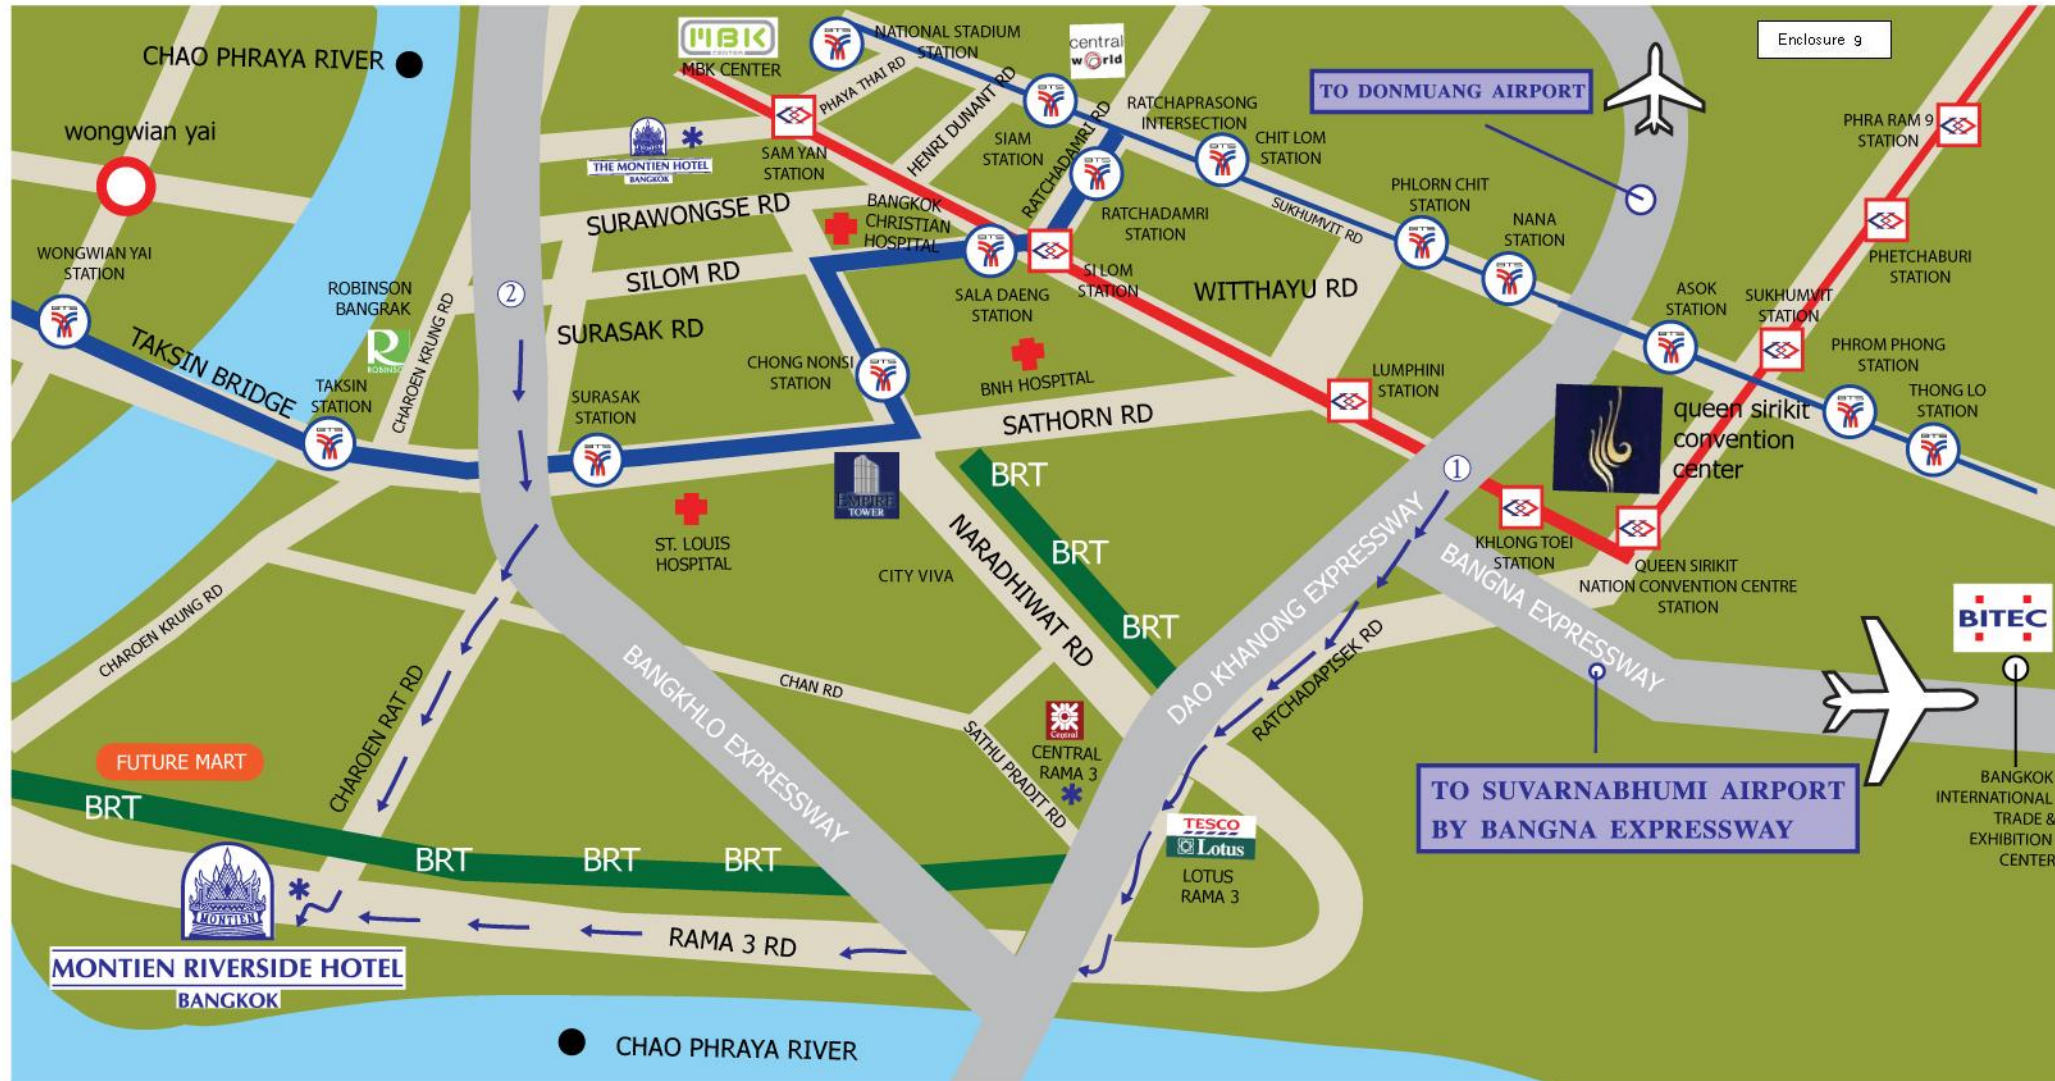 CHAO PHRAYA RIVER
wongwian yai
WONGWIAN YAI
STATION
ROBINSON
BANGRAK
ROBINSON
TAKSIN BRIDGE
TAKSIN
STATION
CHAROEN KRUNG RD
2
MBK
CENTER
MBK CENTER
BTS
NATIONAL STADIUM
STATION
central
world
PHAYA THAI RD
HENRI DUNANT RD
SAM YAN
STATION
THE MONTIEN HOTEL
BANGKOK
SIAM
STATION
RATCHADAMRI RD
RATCHAPRASONG
INTERSECTION
CHIT LOM
STATION
TO DONMUANG AIRPORT
Enclosure 9
PHRA RAM 9
STATION
SURAWONGSE RD
BANGKOK
CHRISTIAN
HOSPITAL
RATCHADAMRI
STATION
SUKHUMVIT RD
PHLORN CHIT
STATION
NANA
STATION
PHETCHABURI
STATION
SILOM RD
SALA DAENG
STATION
SI LOM
STATION
WITTHAYU RD
ASOK
STATION
SUKHUMVIT
STATION
SURASAK RD
CHONG NONSI
STATION
BNH HOSPITAL
LUMPHINI
STATION
PHROM PHONG
STATION
THONG LO
STATION
SURASAK
STATION
SATHORN RD
queen sirikit
convention
center
EMPIRE
TOWER
ST. LOUIS
HOSPITAL
CITY VIVA
BRT
BRT
BRT
NARADHIWAT RD
1
KHLONG TOEI
STATION
QUEEN SIRIKIT
NATION CONVENTION CENTRE
STATION
DAO KHANONG EXPRESSWAY
BANGNA EXPRESSWAY
RATCHADAPISEK RD
BITEC
BANGKOK
INTERNATIONAL
TRADE &
EXHIBITION
CENTER
CHAROEN KRUNG RD
CHAROEN RAT RD
BANGKHLO EXPRESSWAY
CHAN RD
SATHU PRADIT RD
Central
CENTRAL
RAMA 3
TESCO
Lotus
LOTUS
RAMA 3
TO SUVARNABHUMI AIRPORT
BY BANGNA EXPRESSWAY
FUTURE MART
BRT
BRT
BRT
BRT
MONTIEN
MONTIEN RIVERSIDE HOTEL
BANGKOK
RAMA 3 RD
CHAO PHRAYA RIVER